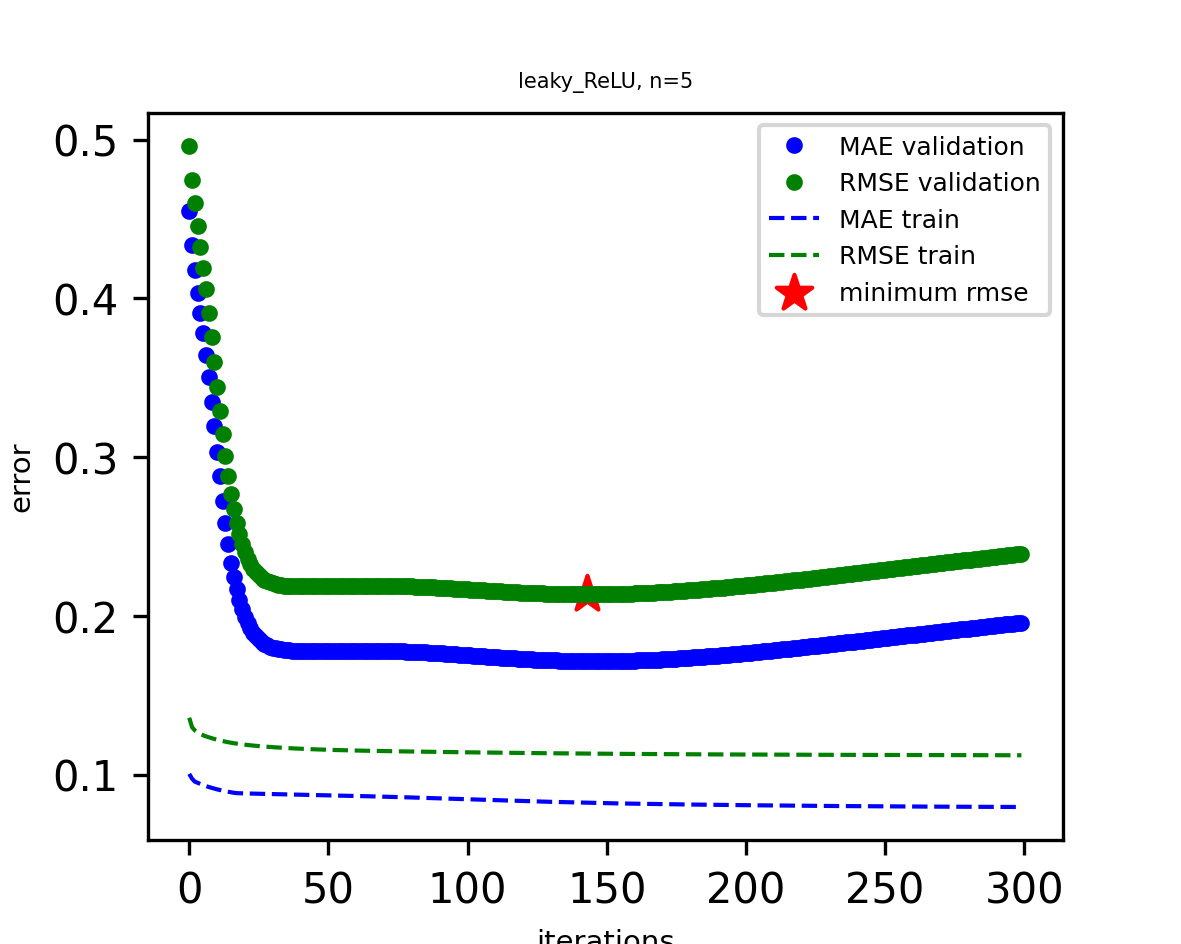 leaky_ReLU, n=5
0.5
0.4
0.3
0.2
0.1
error
MAE validation
RMSE validation
MAE train
RMSE train
minimum rmse
0 50 100 150 200 250 300
iterations